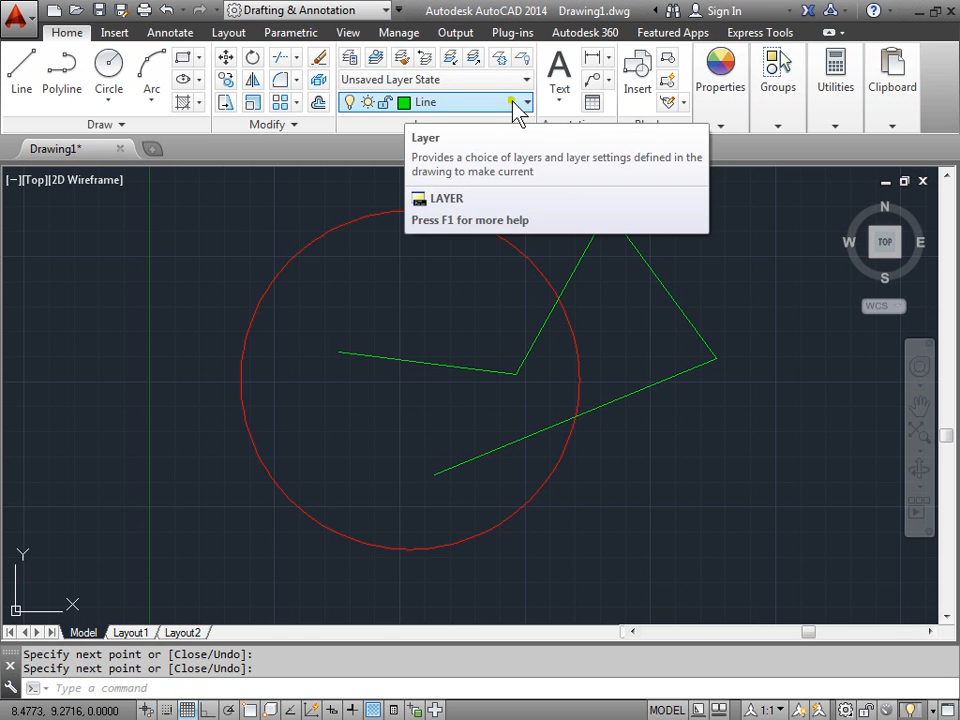 Drafting & Annotation
Autodesk AutoCAD 2014 Drawing1.dwg
Sign In
Home Insert Annotate Layout Parametric View Manage Output Plug-ins Autodesk 360 Featured Apps Express Tools
Unsaved Layer State
Line
Line Polyline Circle Arc
Text Insert Properties Groups Utilities Clipboard
Draw Modify
Drawing1*
Layer
Provides a choice of layers and layer settings defined in the
drawing to make current
LAYER
Press F1 for more help
[−][Top][2D Wireframe]
N
W TOP E
S
WCS
Y
X
Model Layout1 Layout2
Specify next point or [Close/Undo]:
Specify next point or [Close/Undo]:
Type a command
8.4773, 9.2716, 0.0000 MODEL 1:1